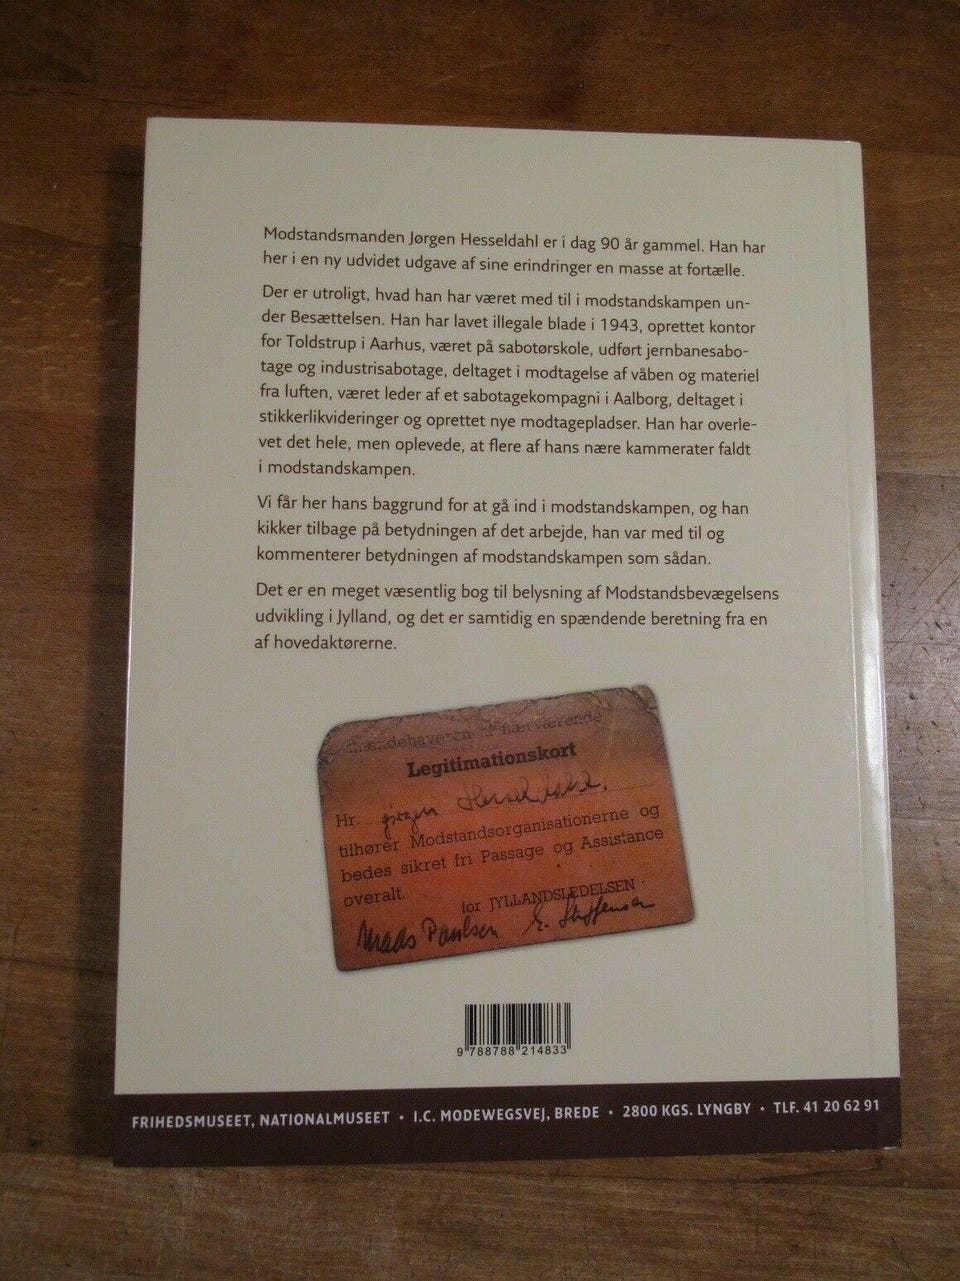 Modstandsmanden Jørgen Hesseldahl er i dag 90 år gammel. Han har
her i en ny udvidet udgave af sine erindringer en masse at fortælle.
Der er utroligt, hvad han har været med til i modstandskampen un-
der Besættelsen. Han har lavet illegale blade i 1943, oprettet kontor
for Toldstrup i Aarhus, været på sabotørskole, udført jernbanesabo-
tage og industrisabotage, deltaget i modtagelse af våben og materiel
fra luften, været leder af et sabotagekompagni i Aalborg, deltaget i
stikkerlikvideringer og oprettet nye modtagepladser. Han har overle-
vet det hele, men oplevede, at flere af hans nære kammerater faldt
i modstandskampen.
Vi får her hans baggrund for at gå ind i modstandskampen, og han
kikker tilbage på betydningen af det arbejde, han var med til og
kommenterer betydningen af modstandskampen som sådan.
Det er en meget væsentlig bog til belysning af Modstandsbevægelsens
udvikling i Jylland, og det er samtidig en spændende beretning fra en
af hovedaktørerne.
nærværende
Legitimationskort
Hr. Jørgen Hesseldahl.
tilhører Modstandsorganisationerne og
bedes sikret fri Passage og Assistance
overalt.
for JYLLANDSLEDELSEN
Mads Paulsen E. Steffensen
9 788788 214833
FRIHEDSMUSEET, NATIONALMUSEET • I.C. MODEWEGSVEJ, BREDE • 2800 KGS. LYNGBY • TLF. 41 20 62 91